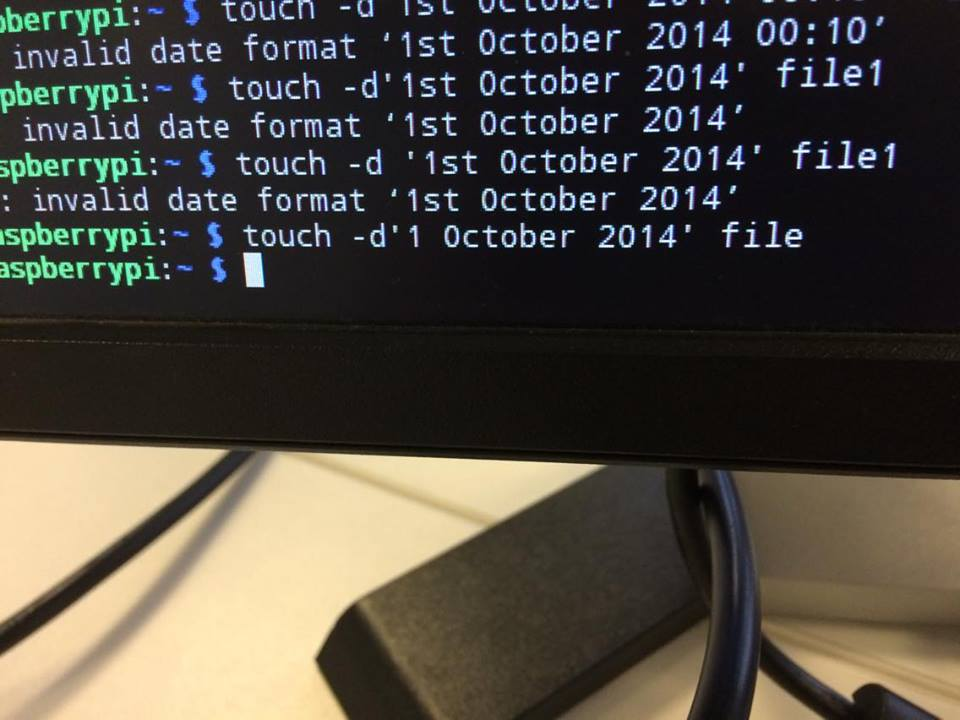 pberrypi:~ $ touch -d '1st October 2014
invalid date format ‘1st October 2014 00:10’
pberrypi:~ $ touch -d'1st October 2014' file1
invalid date format ‘1st October 2014’
spberrypi:~ $ touch -d '1st October 2014' file1
: invalid date format ‘1st October 2014’
aspberrypi:~ $ touch -d'1 October 2014' file
aspberrypi:~ $